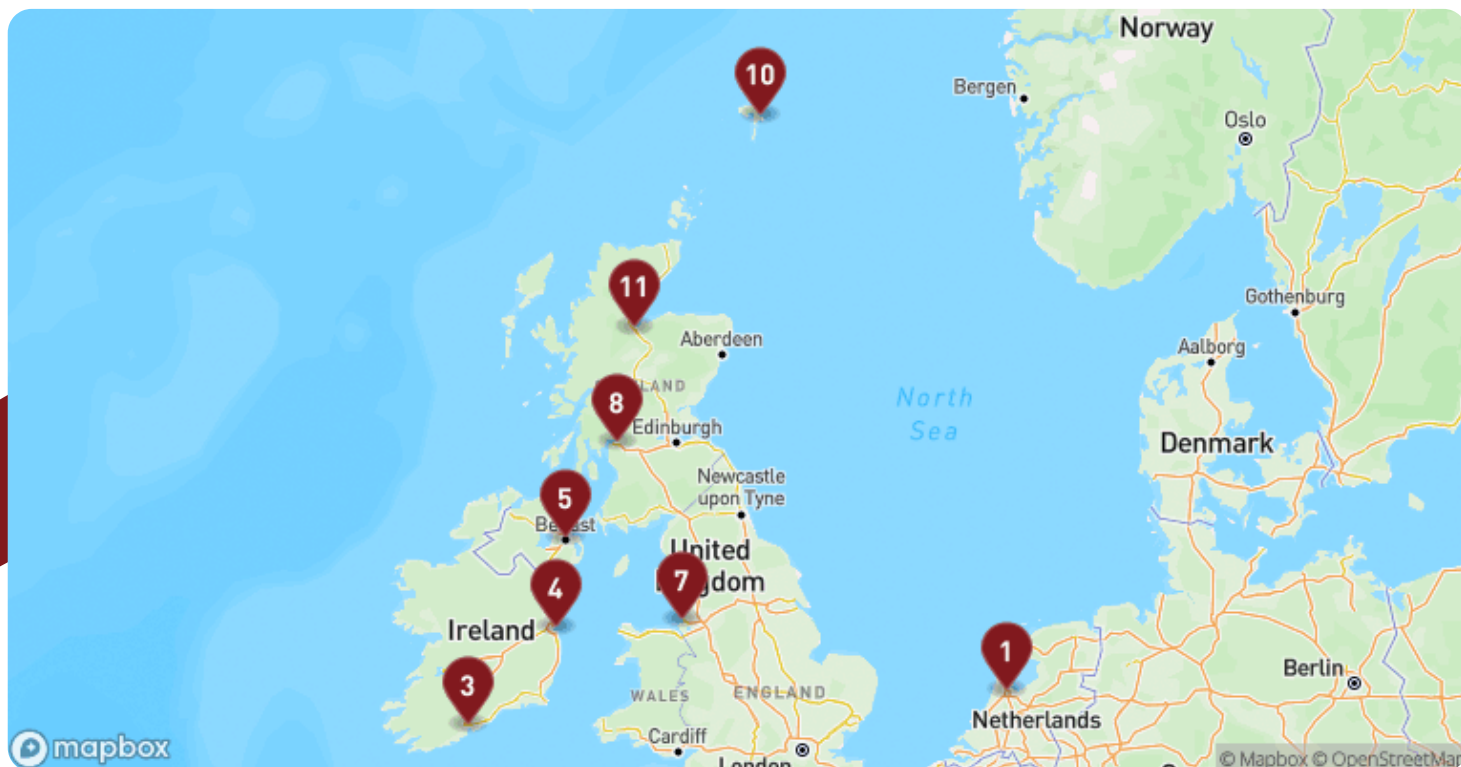 Norway
10
Bergen
Oslo
11
Gothenburg
Aberdeen
Aalborg
North
Sea
8
Edinburgh
Denmark
Newcastle
upon Tyne
5
United
7
4
Ireland
1
3
Berlin
WALES
ENGLAND
Netherlands
Cardiff
London
mapbox
© Mapbox © OpenStreetMap